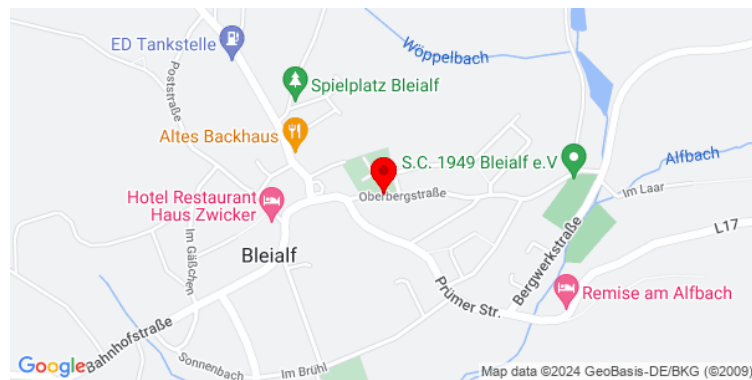 ED Tankstelle
Wöppelbach
Poststraße
Spielplatz Bleialf
Altes Backhaus
S.C. 1949 Bleialf e.V
Alfbach
Hotel Restaurant
Haus Zwicker
Oberbergstraße
Im Laar
Im Gäßchen
Bleialf
L17
Bergwerkstraße
Prümer Str.
Remise am Alfbach
Bahnhofstraße
Sonnenbach
Im Brühl
Google
Map data ©2024 GeoBasis-DE/BKG (©2009)